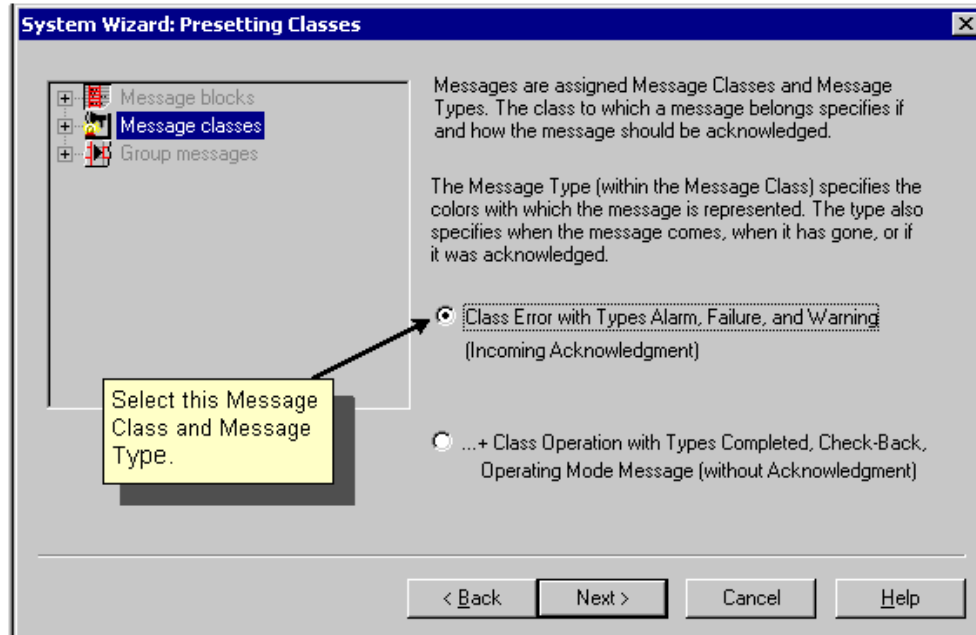 System Wizard: Presetting Classes
Message blocks
Message classes
Group messages
Messages are assigned Message Classes and Message
Types. The class to which a message belongs specifies if
and how the message should be acknowledged.
The Message Type (within the Message Class) specifies the
colors with which the message is represented. The type also
specifies when the message comes, when it has gone, or if
it was acknowledged.
Class Error with Types Alarm, Failure, and Warning
(Incoming Acknowledgment)
Select this Message
Class and Message
Type.
...+ Class Operation with Types Completed, Check-Back,
Operating Mode Message (without Acknowledgment)
< Back
Next >
Cancel
Help